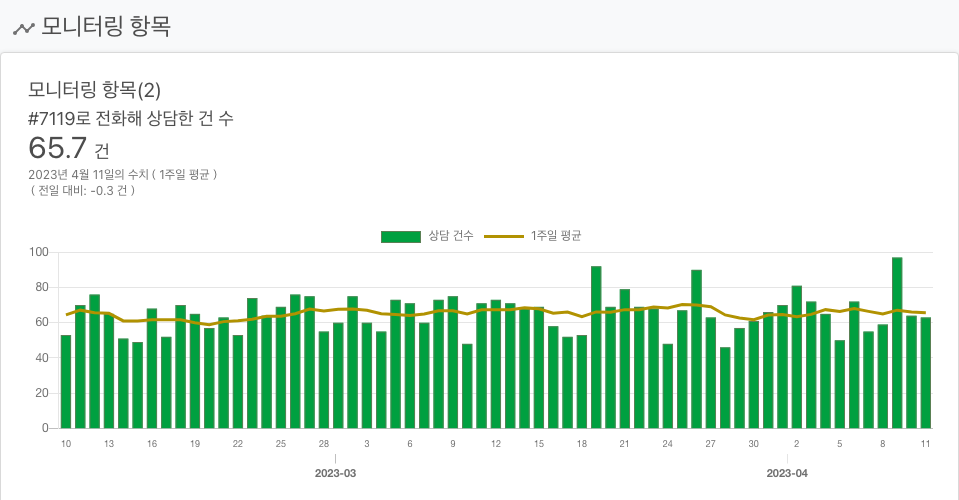 모니터링 항목
모니터링 항목(2)
#7119로 전화해 상담한 건 수
65.7 건
2023년 4월 11일의 수치 ( 1주일 평균 )
( 전일 대비: -0.3 건 )
상담 건수 1주일 평균
100
80
60
40
20
0
10 13 16 19 22 25 28 3 6 9 12 15 18 21 24 27 30 2 5 8 11
2023-03 2023-04